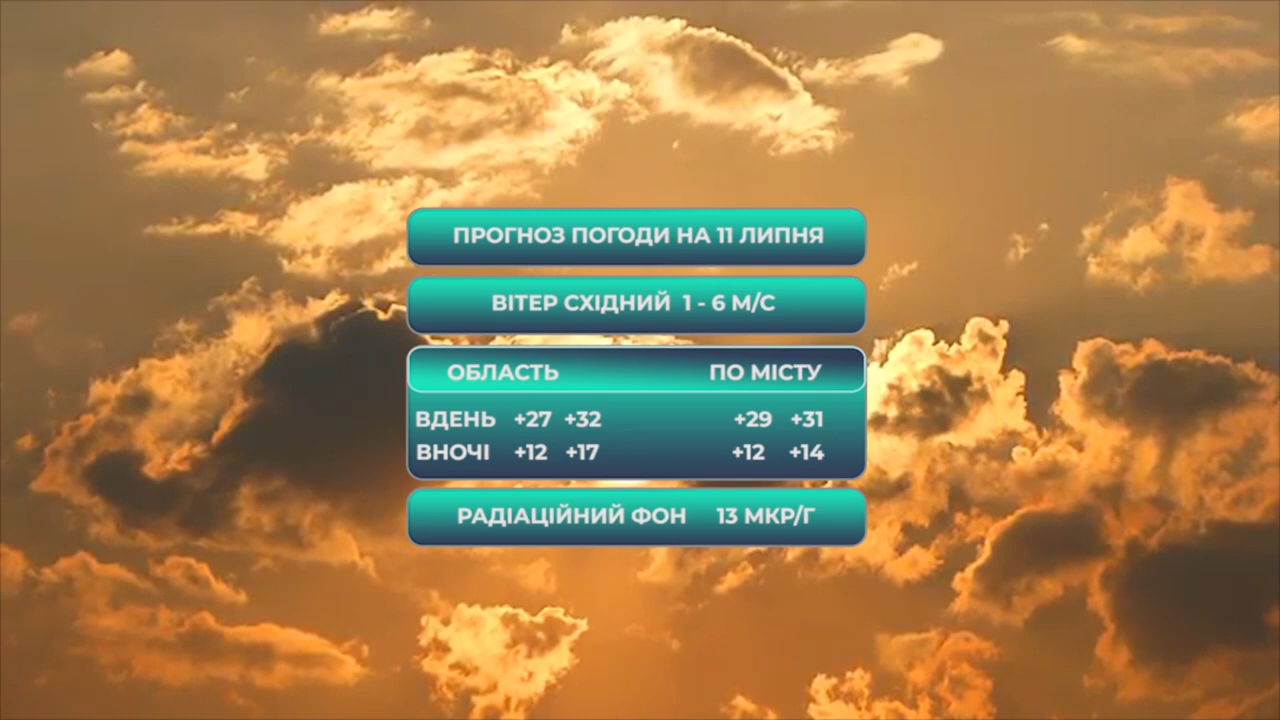 ПРОГНОЗ ПОГОДИ НА 11 ЛИПНЯ
ВІТЕР СХІДНИЙ 1 - 6 М/С
ОБЛАСТЬ ПО МІСТУ
ВДЕНЬ +27 +32 +29 +31
ВНОЧІ +12 +17 +12 +14
РАДІАЦІЙНИЙ ФОН 13 МКР/Г